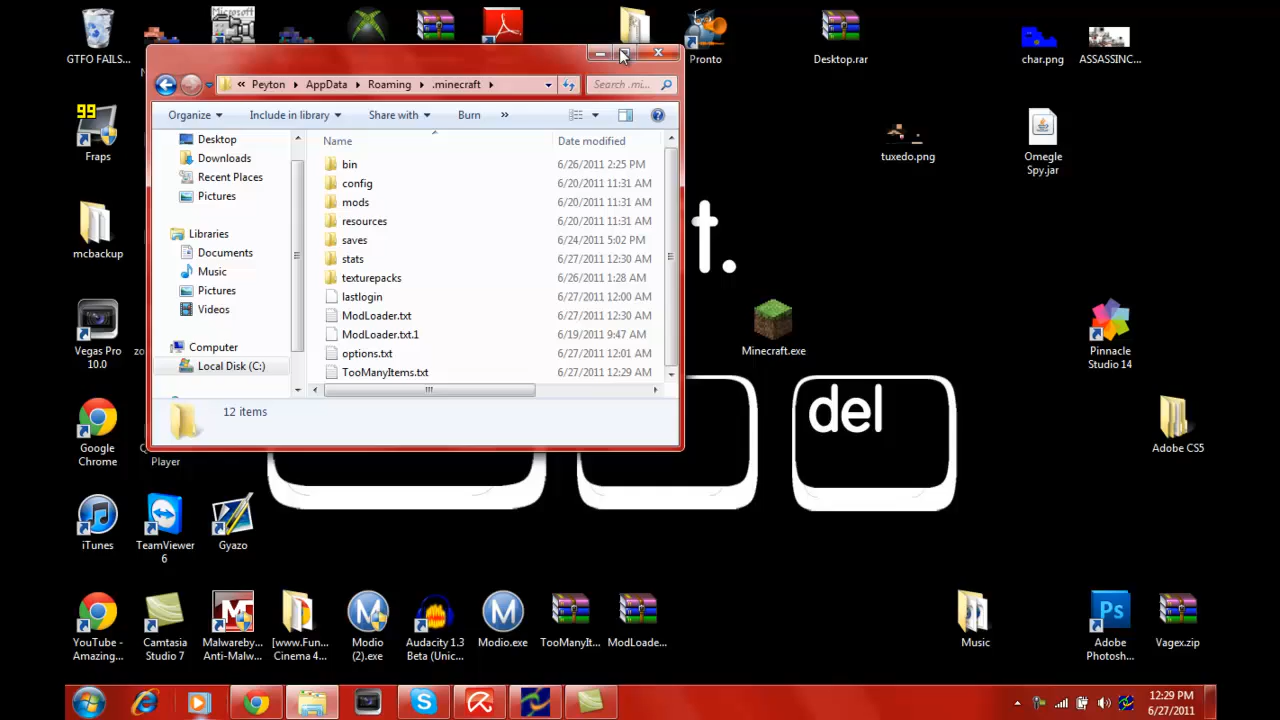 GTFO FAILS...
Microsoft
Pronto
Desktop.rar
char.png
ASSASSINC...
99
Fraps
mcbackup
Vegas Pro
10.0
Google
Chrome
Player
iTunes
TeamViewer
6
Gyazo
YouTube -
Amazing...
Camtasia
Studio 7
Malwareby...
Anti-Malw...
[www.Fun...
Cinema 4...
Modio
(2).exe
Audacity 1.3
Beta (Unic...
Modio.exe
TooManyIt...
ModLoade...
tuxedo.png
Omegle
Spy.jar
Minecraft.exe
Pinnacle
Studio 14
Adobe CS5
Music
Adobe
Photosh...
Vagex.zip
t.
del
« Peyton AppData Roaming .minecraft
Search .mi...
Organize Include in library Share with Burn »
Desktop
Downloads
Recent Places
Pictures
Libraries
Documents
Music
Pictures
Videos
Computer
Local Disk (C:)
Name Date modified
bin 6/26/2011 2:25 PM
config 6/20/2011 11:31 AM
mods 6/20/2011 11:31 AM
resources 6/20/2011 11:31 AM
saves 6/24/2011 5:02 PM
stats 6/27/2011 12:30 AM
texturepacks 6/26/2011 1:28 AM
lastlogin 6/27/2011 12:00 AM
ModLoader.txt 6/27/2011 12:30 AM
ModLoader.txt.1 6/19/2011 9:47 AM
options.txt 6/27/2011 12:01 AM
TooManyItems.txt 6/27/2011 12:29 AM
12 items
12:29 PM
6/27/2011